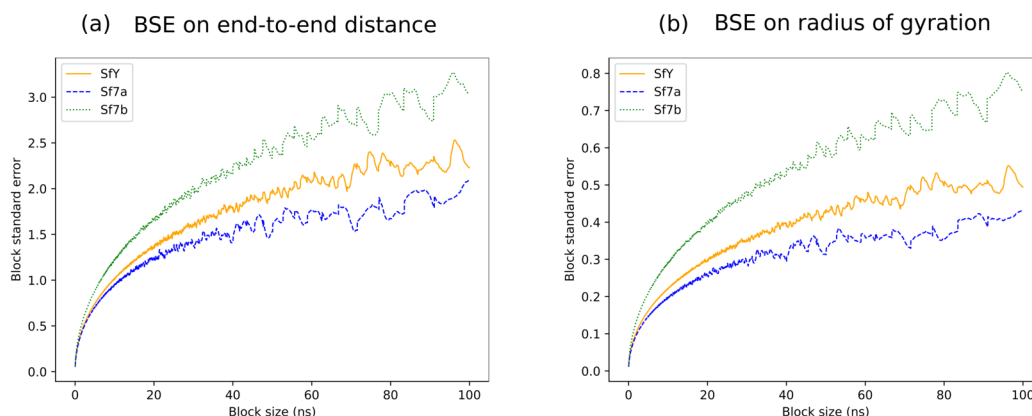 (a) BSE on end-to-end distance
SfY
Sf7a
Sf7b
Block standard error
3.0
2.5
2.0
1.5
1.0
0.5
0.0
0 20 40 60 80 100
Block size (ns)
(b) BSE on radius of gyration
SfY
Sf7a
Sf7b
Block standard error
0.8
0.7
0.6
0.5
0.4
0.3
0.2
0.1
0.0
0 20 40 60 80 100
Block size (ns)